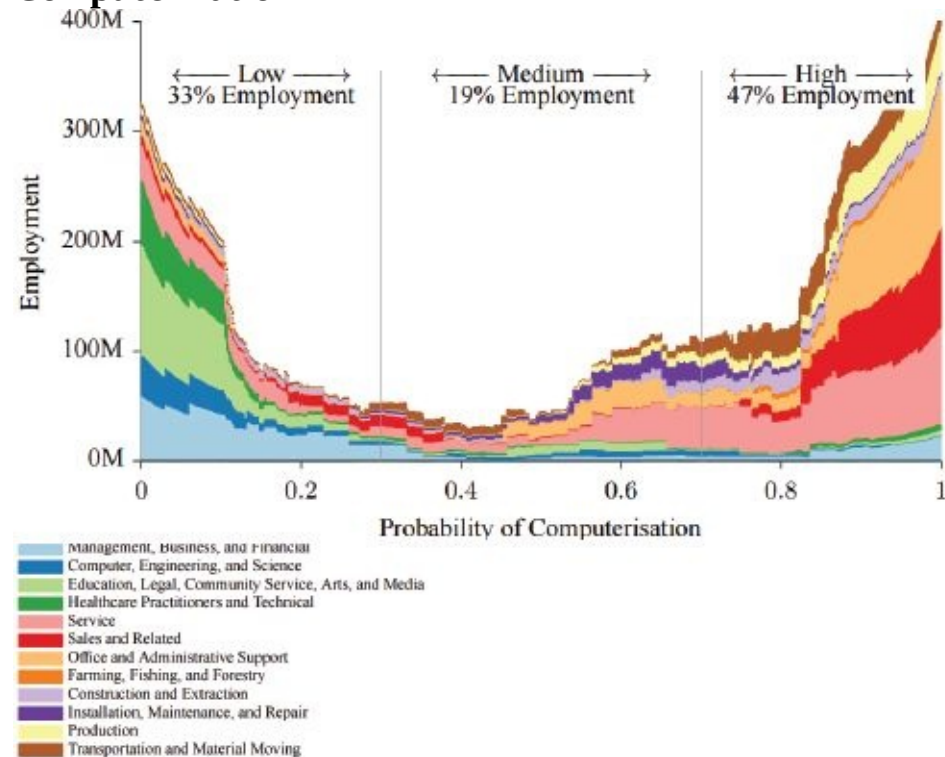 400M
300M
200M
100M
0M
Employment
Low
33% Employment
Medium
19% Employment
High
47% Employment
0
0.2
0.4
0.6
0.8
1
Probability of Computerisation
Management, Business, and Financial
Computer, Engineering, and Science
Education, Legal, Community Service, Arts, and Media
Healthcare Practitioners and Technical
Service
Sales and Related
Office and Administrative Support
Farming, Fishing, and Forestry
Construction and Extraction
Installation, Maintenance, and Repair
Production
Transportation and Material Moving